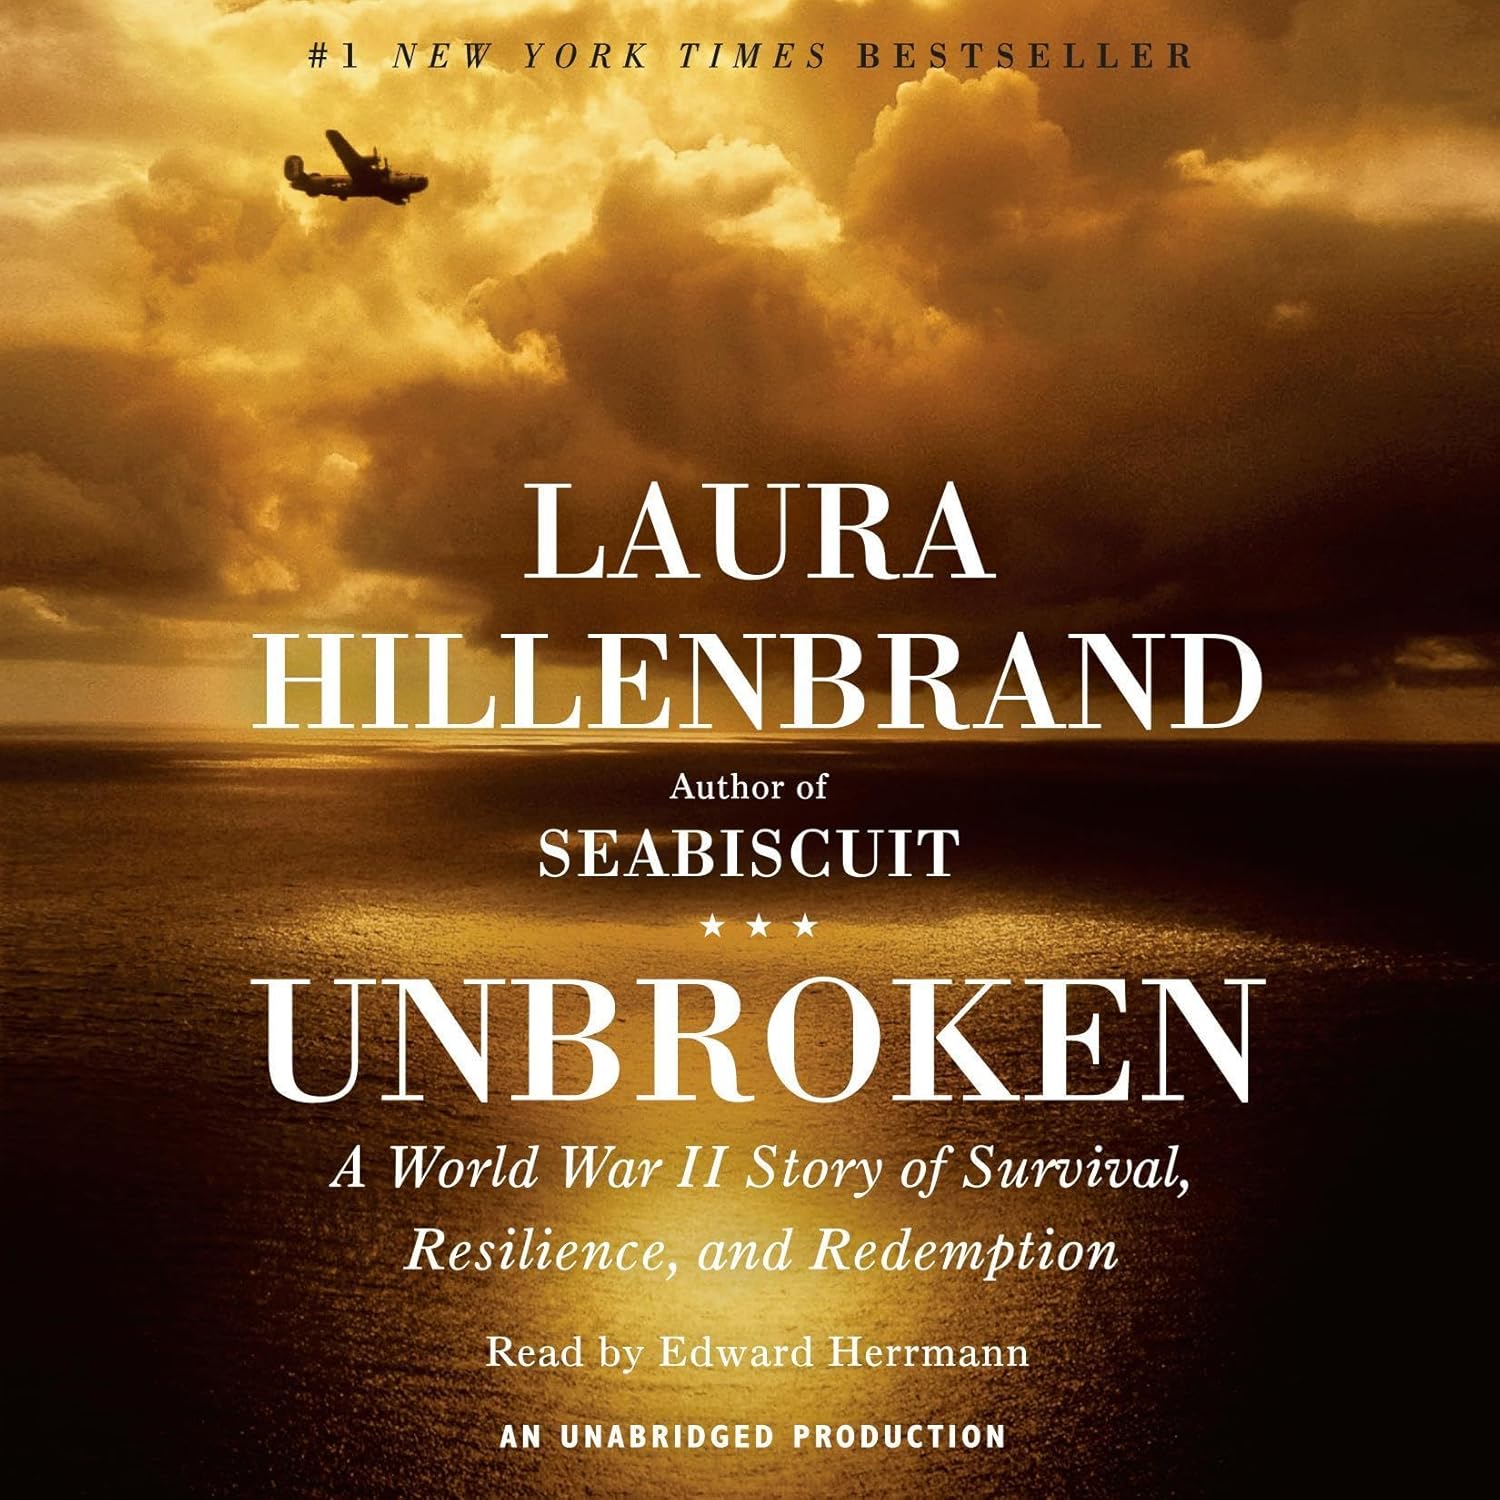 #1 NEW YORK TIMES BESTSELLER
LAURA
HILLENBRAND
Author of
SEABISCUIT
★ ★ ★
UNBROKEN
A World War II Story of Survival,
Resilience, and Redemption
Read by Edward Herrmann
AN UNABRIDGED PRODUCTION